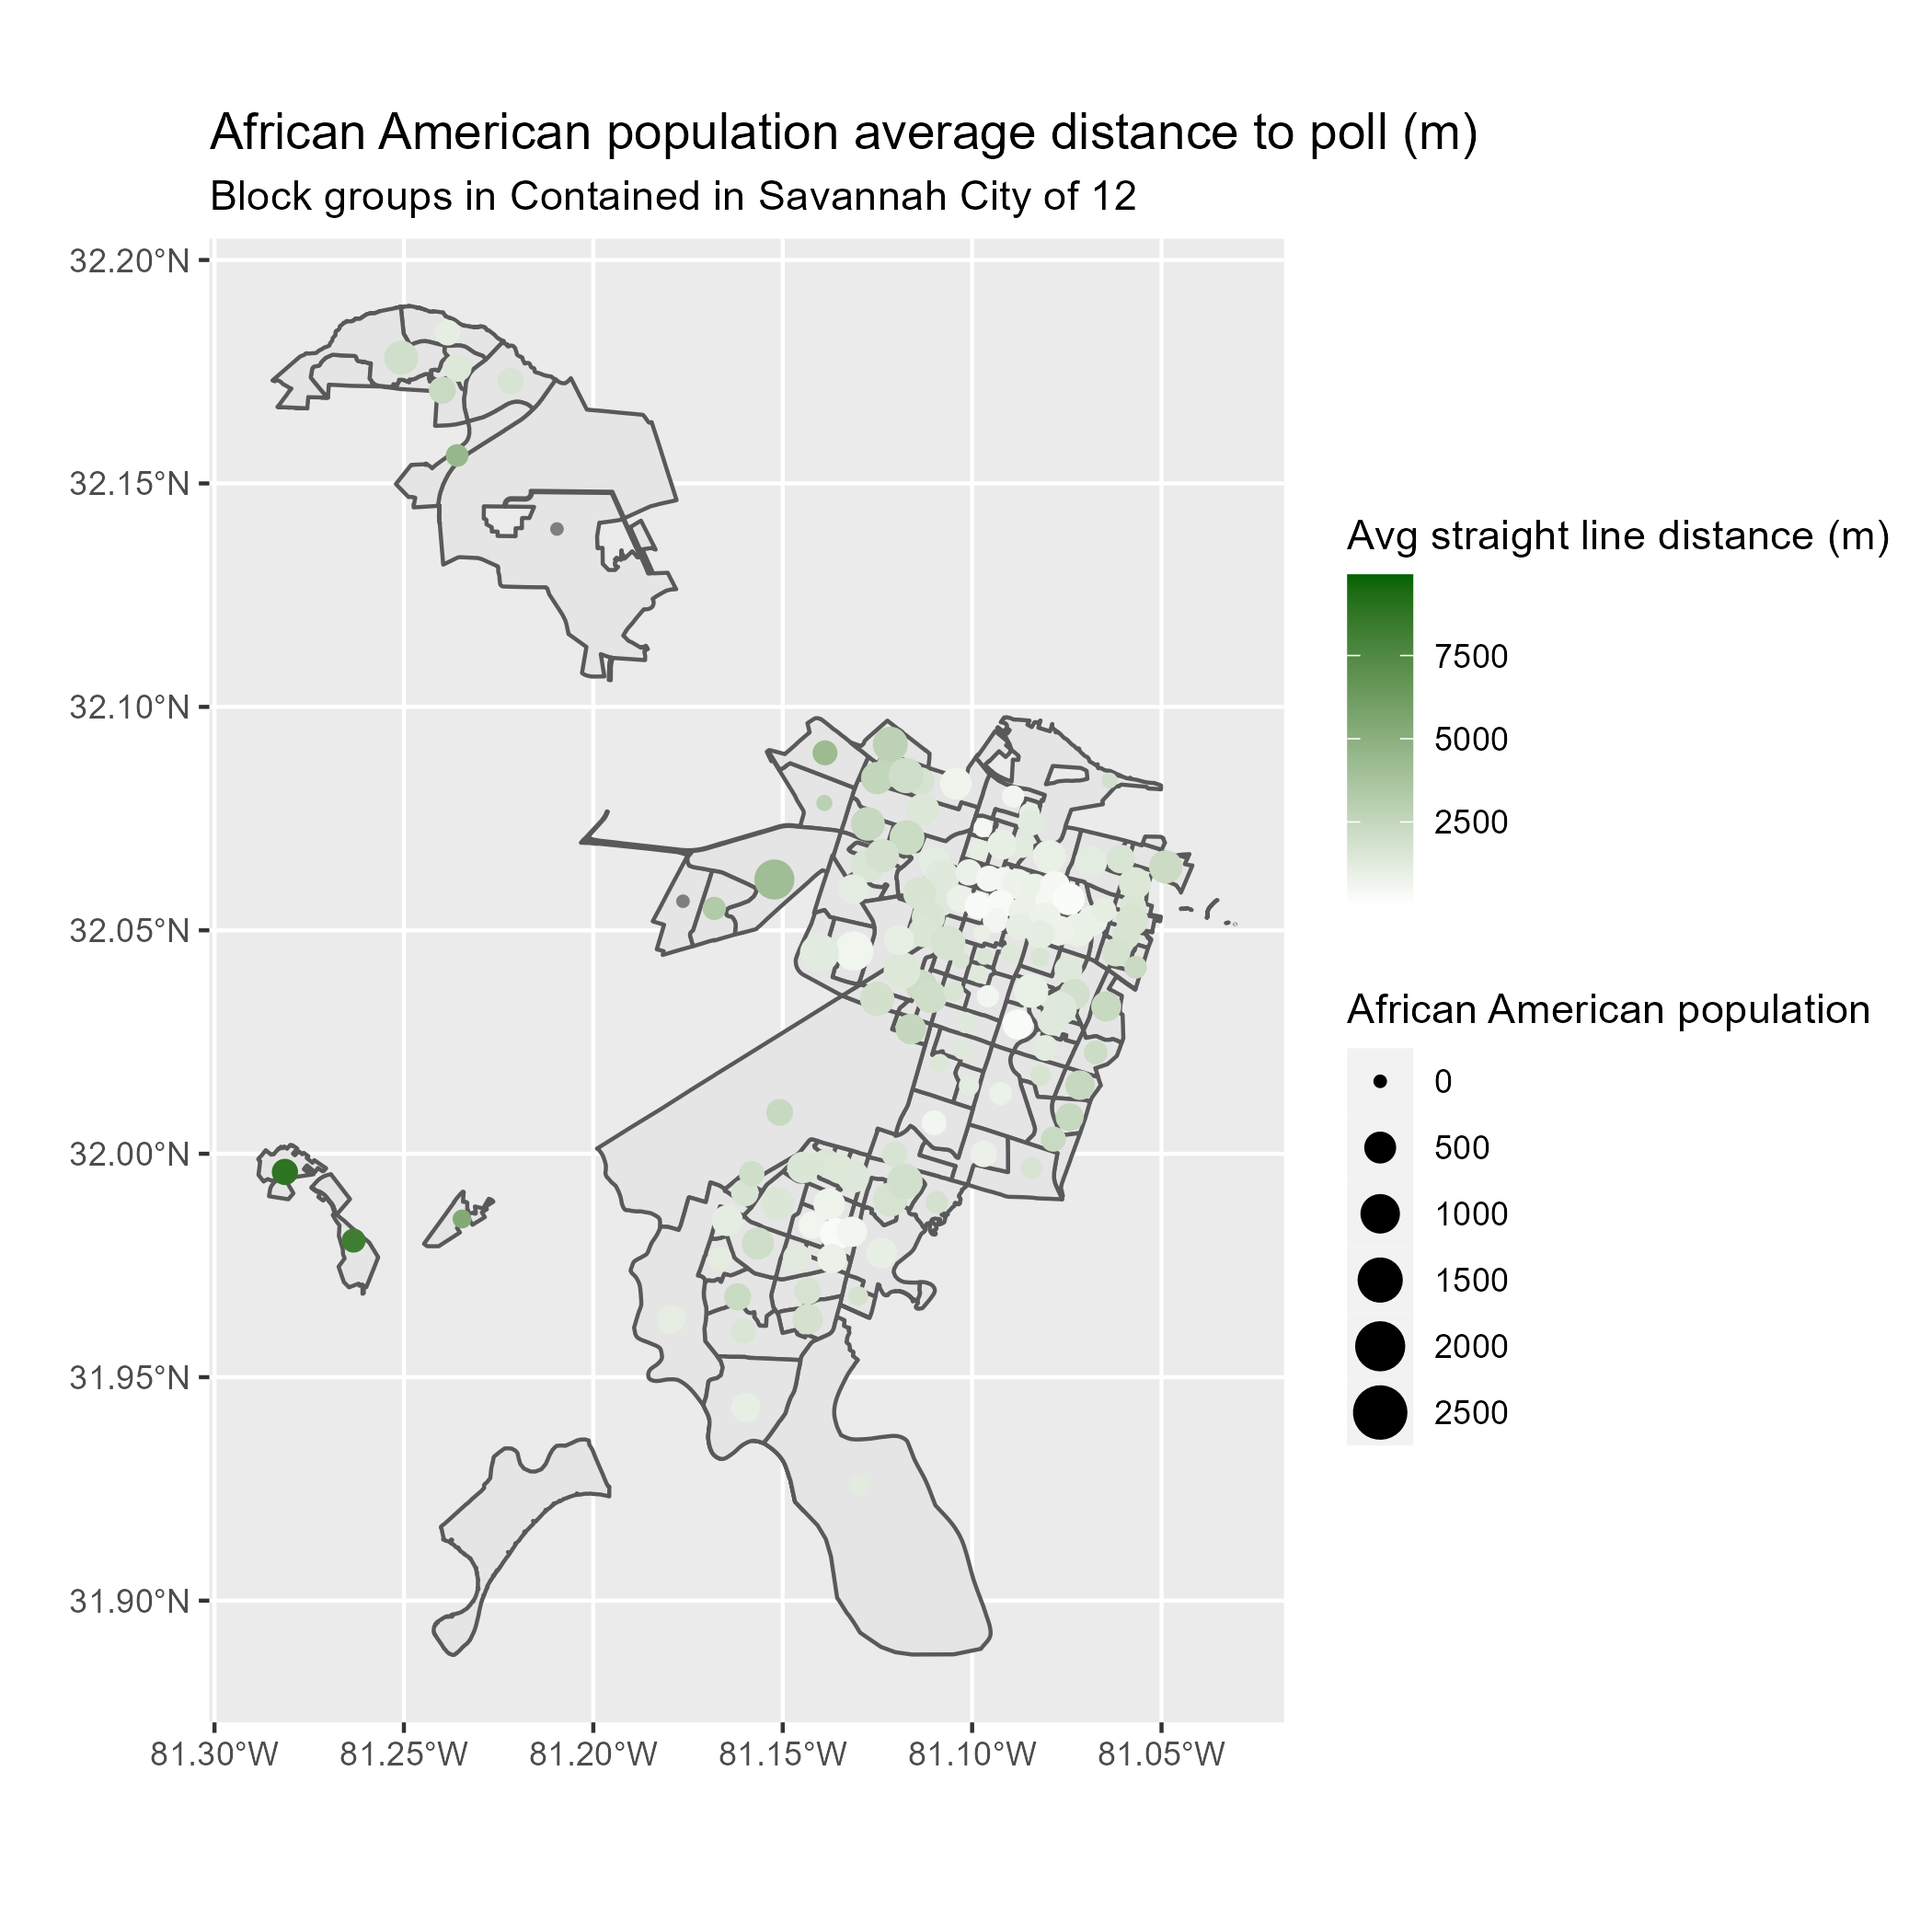 African American population average distance to poll (m)
Block groups in Contained in Savannah City of 12
32.20°N
32.15°N
32.10°N
32.05°N
32.00°N
31.95°N
31.90°N
81.30°W 81.25°W 81.20°W 81.15°W 81.10°W 81.05°W
Avg straight line distance (m)
7500
5000
2500
African American population
0
500
1000
1500
2000
2500